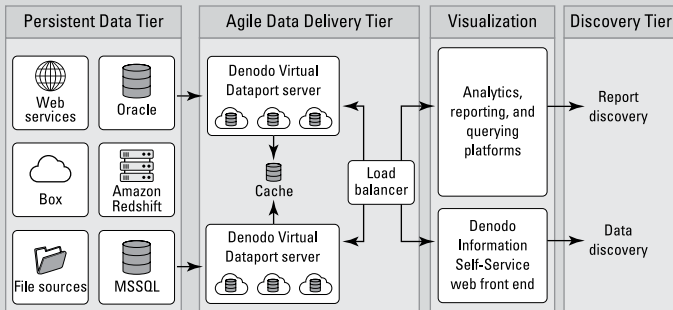 Persistent Data Tier
Agile Data Delivery Tier
Visualization
Discovery Tier
Web
services
Oracle
Box
Amazon
Redshift
File sources
MSSQL
Denodo Virtual
Dataport server
Cache
Denodo Virtual
Dataport server
Load
balancer
Analytics,
reporting, and
querying
platforms
Denodo
Information
Self-Service
web front end
Report
discovery
Data
discovery